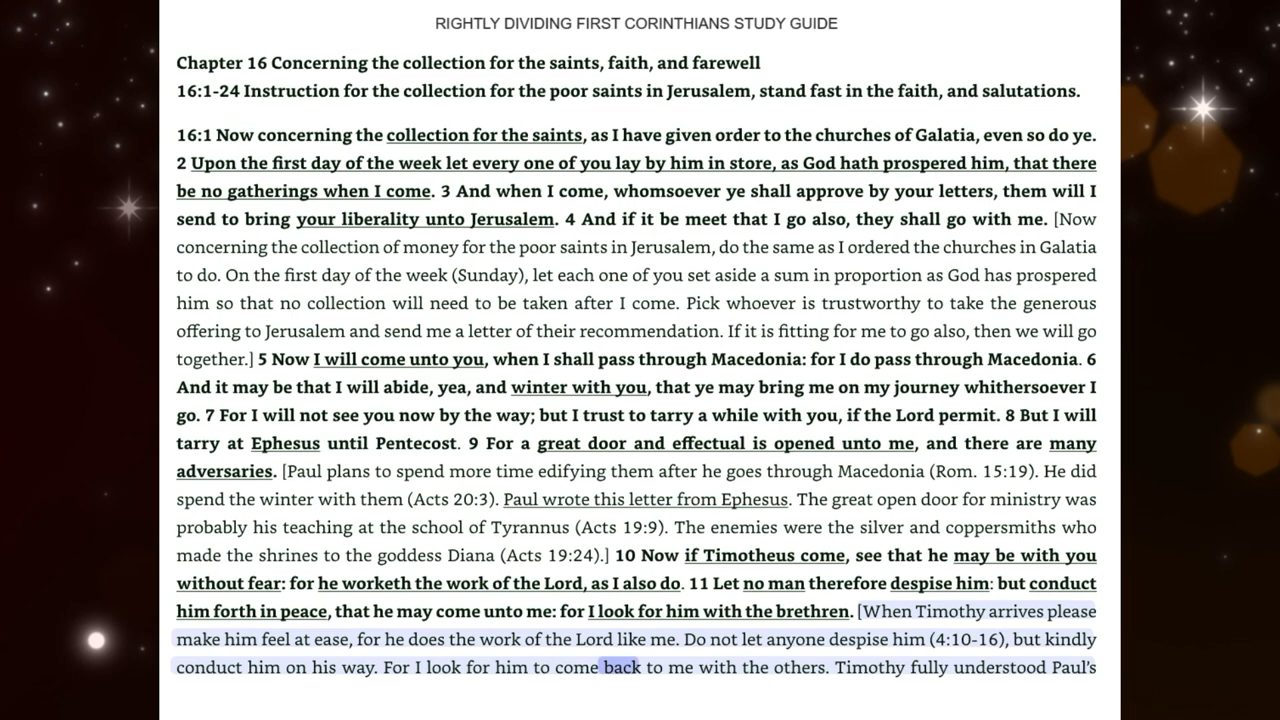 RIGHTLY DIVIDING FIRST CORINTHIANS STUDY GUIDE
Chapter 16 Concerning the collection for the saints, faith, and farewell
16:1-24 Instruction for the collection for the poor saints in Jerusalem, stand fast in the faith, and salutations.
16:1 Now concerning the collection for the saints, as I have given order to the churches of Galatia, even so do ye.
2 Upon the first day of the week let every one of you lay by him in store, as God hath prospered him, that there
be no gatherings when I come. 3 And when I come, whomsoever ye shall approve by your letters, them will I
send to bring your liberality unto Jerusalem. 4 And if it be meet that I go also, they shall go with me. [Now
concerning the collection of money for the poor saints in Jerusalem, do the same as I ordered the churches in Galatia
to do. On the first day of the week (Sunday), let each one of you set aside a sum in proportion as God has prospered
him so that no collection will need to be taken after I come. Pick whoever is trustworthy to take the generous
offering to Jerusalem and send me a letter of their recommendation. If it is fitting for me to go also, then we will go
together.] 5 Now I will come unto you, when I shall pass through Macedonia: for I do pass through Macedonia. 6
And it may be that I will abide, yea, and winter with you, that ye may bring me on my journey whithersoever I
go. 7 For I will not see you now by the way; but I trust to tarry a while with you, if the Lord permit. 8 But I will
tarry at Ephesus until Pentecost. 9 For a great door and effectual is opened unto me, and there are many
adversaries. [Paul plans to spend more time edifying them after he goes through Macedonia (Rom. 15:19). He did
spend the winter with them (Acts 20:3). Paul wrote this letter from Ephesus. The great open door for ministry was
probably his teaching at the school of Tyrannus (Acts 19:9). The enemies were the silver and coppersmiths who
made the shrines to the goddess Diana (Acts 19:24).] 10 Now if Timotheus come, see that he may be with you
without fear: for he worketh the work of the Lord, as I also do. 11 Let no man therefore despise him: but conduct
him forth in peace, that he may come unto me: for I look for him with the brethren. [When Timothy arrives please
make him feel at ease, for he does the work of the Lord like me. Do not let anyone despise him (4:10-16), but kindly
conduct him on his way. For I look for him to come back to me with the others. Timothy fully understood Paul's